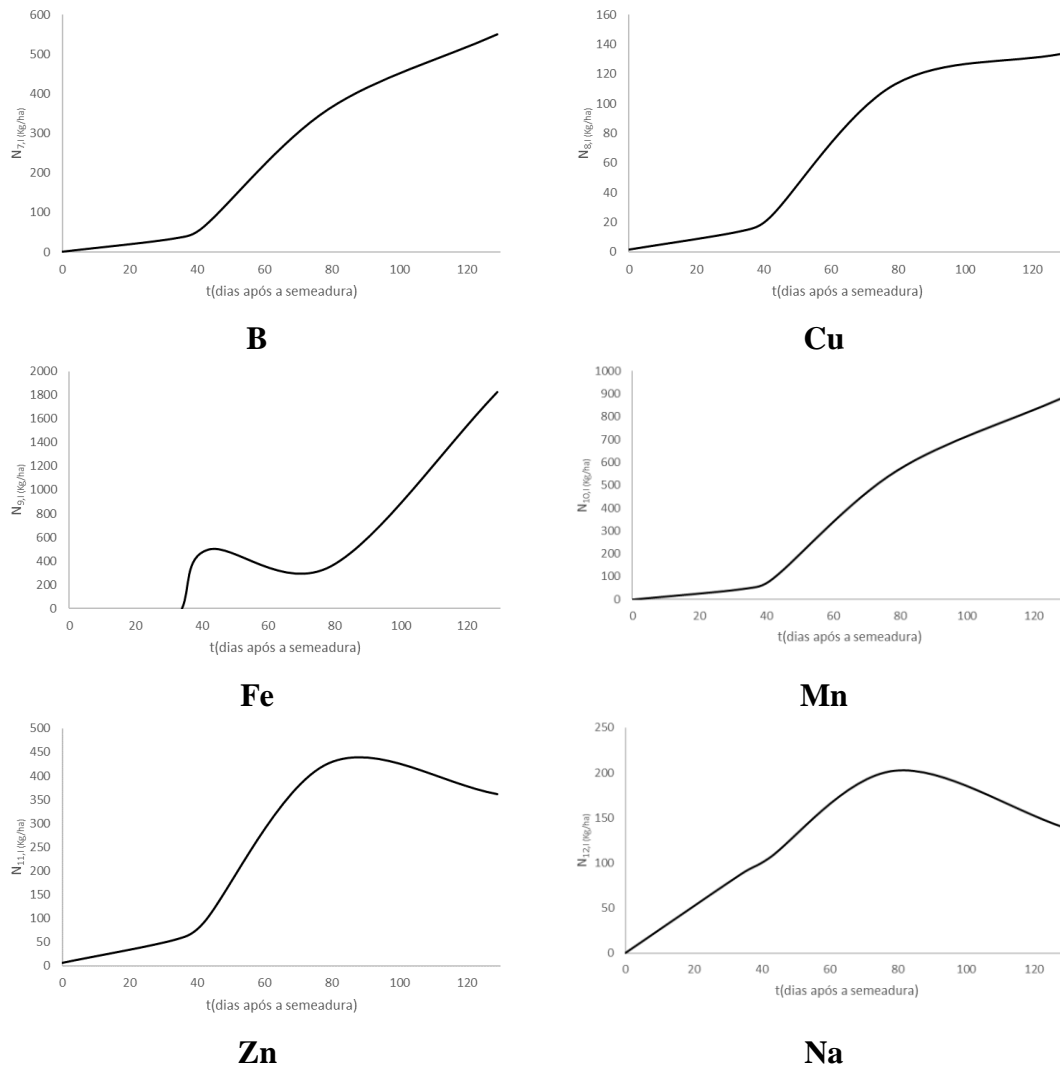 600
500
400
300
200
100
0
N7,I (Kg/ha)
0 20 40 60 80 100 120
t(dias após a semeadura)
B
160
140
120
100
80
60
40
20
0
N8,I (Kg/ha)
0 20 40 60 80 100 120
t(dias após a semeadura)
Cu
2000
1800
1600
1400
1200
1000
800
600
400
200
0
N9,I (Kg/ha)
0 20 40 60 80 100 120
t(dias após a semeadura)
Fe
1000
900
800
700
600
500
400
300
200
100
0
N10,I (Kg/ha)
0 20 40 60 80 100 120
t(dias após a semeadura)
Mn
500
450
400
350
300
250
200
150
100
50
0
N11,I (Kg/ha)
0 20 40 60 80 100 120
t(dias após a semeadura)
Zn
250
200
150
100
50
0
N12,I (Kg/ha)
0 20 40 60 80 100 120
t(dias após a semeadura)
Na